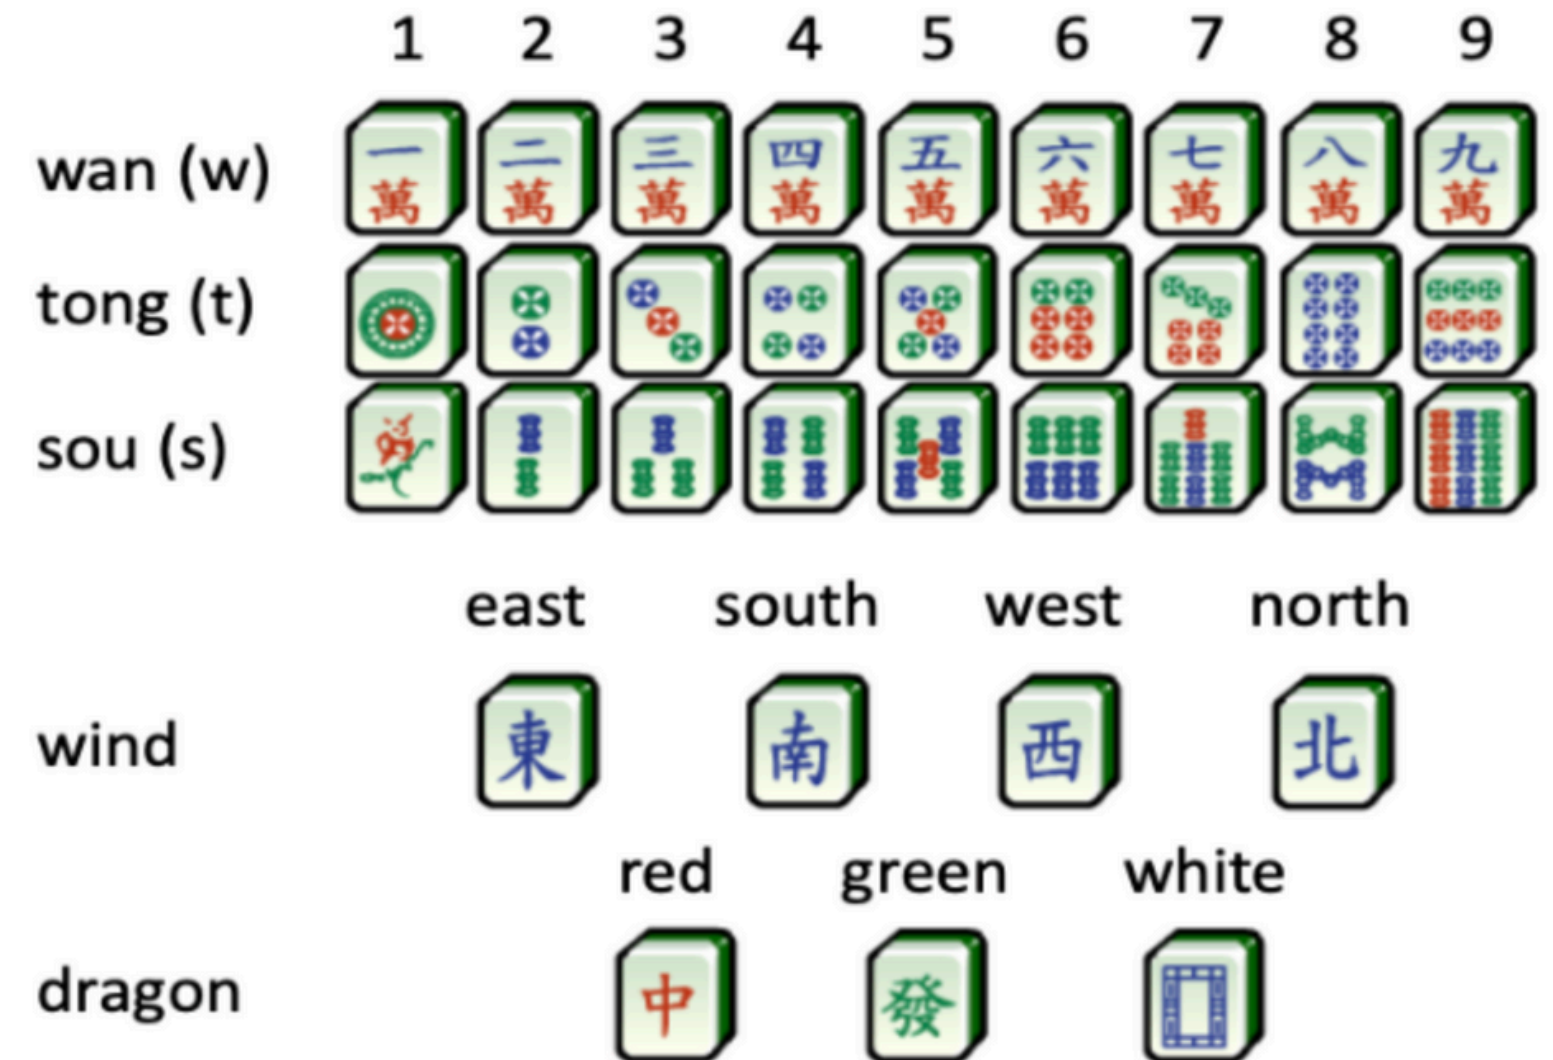 1 2 3 4 5 6 7 8 9
wan (w) 一萬 二萬 三萬 四萬 五萬 六萬 七萬 八萬 九萬
tong (t)
sou (s)
east south west north
wind 東 南 西 北
red green white
dragon 中 發